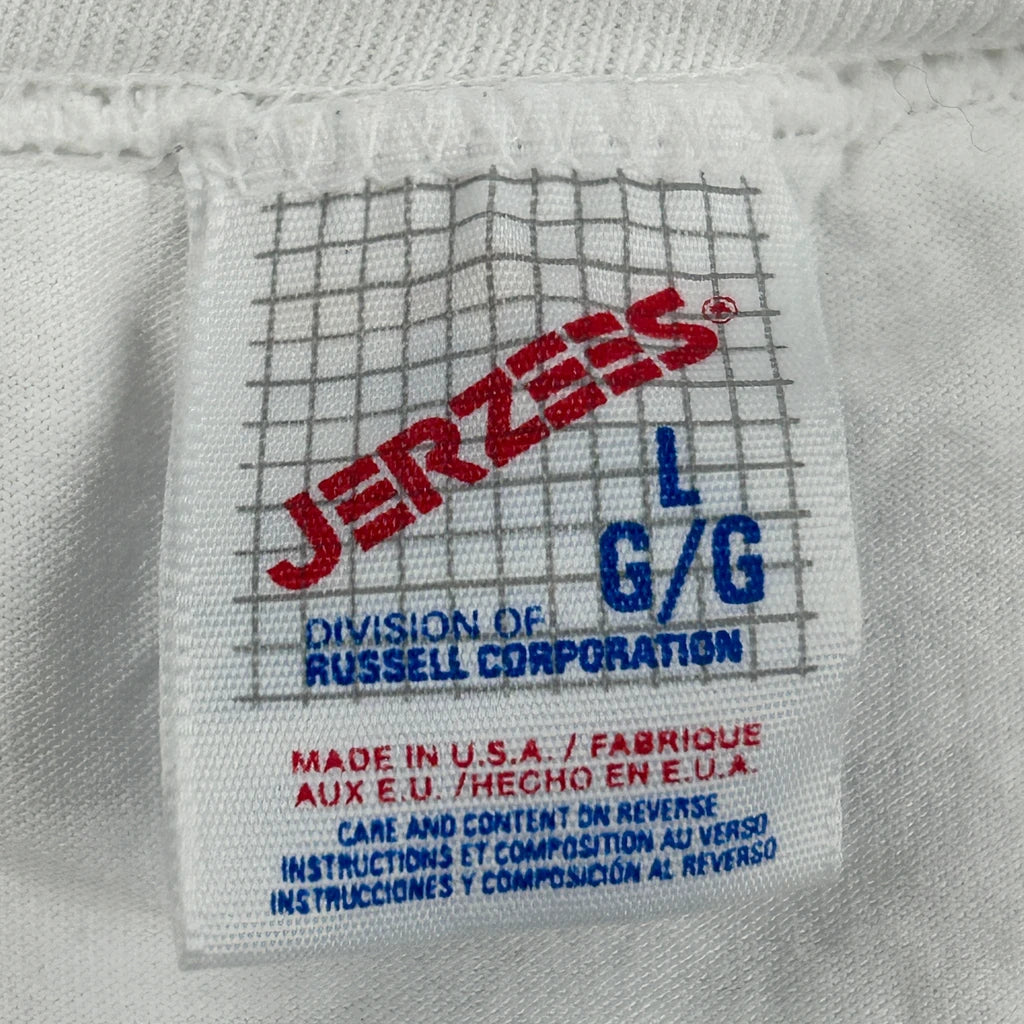 JERZEES®
L
G/G
DIVISION OF
RUSSELL CORPORATION
MADE IN U.S.A. / FABRIQUE
AUX E.U. /HECHO EN E.U.A.
CARE AND CONTENT ON REVERSE
INSTRUCTIONS ET COMPOSITION AU VERSO
INSTRUCCIONES Y COMPOSICIÓN AL REVERSO